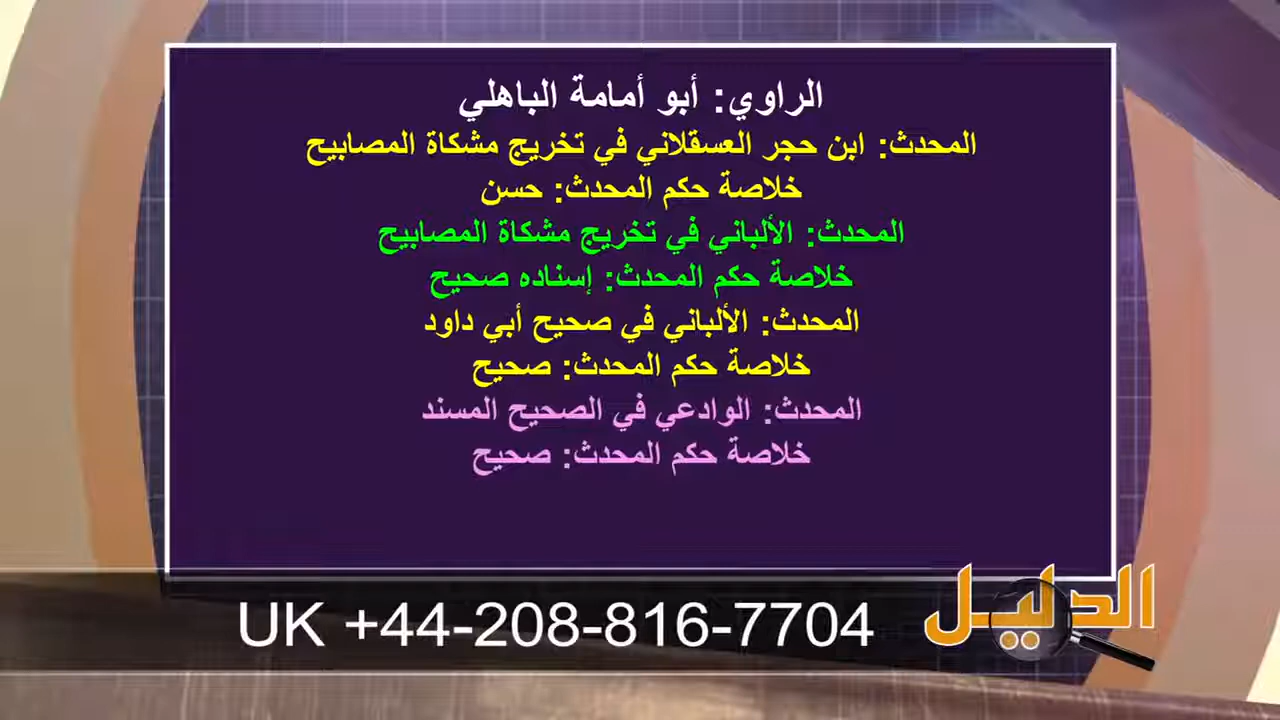 الراوي: أبو أمامة الباهلي
المحدث: ابن حجر العسقلاني في تخريج مشكاة المصابيح
خلاصة حكم المحدث: حسن
المحدث: الألباني في تخريج مشكاة المصابيح
خلاصة حكم المحدث: إسناده صحيح
المحدث: الألباني في صحيح أبي داود
خلاصة حكم المحدث: صحيح
المحدث: الوادعي في الصحيح المسند
خلاصة حكم المحدث: صحيح
UK +44-208-816-7704
الدليل